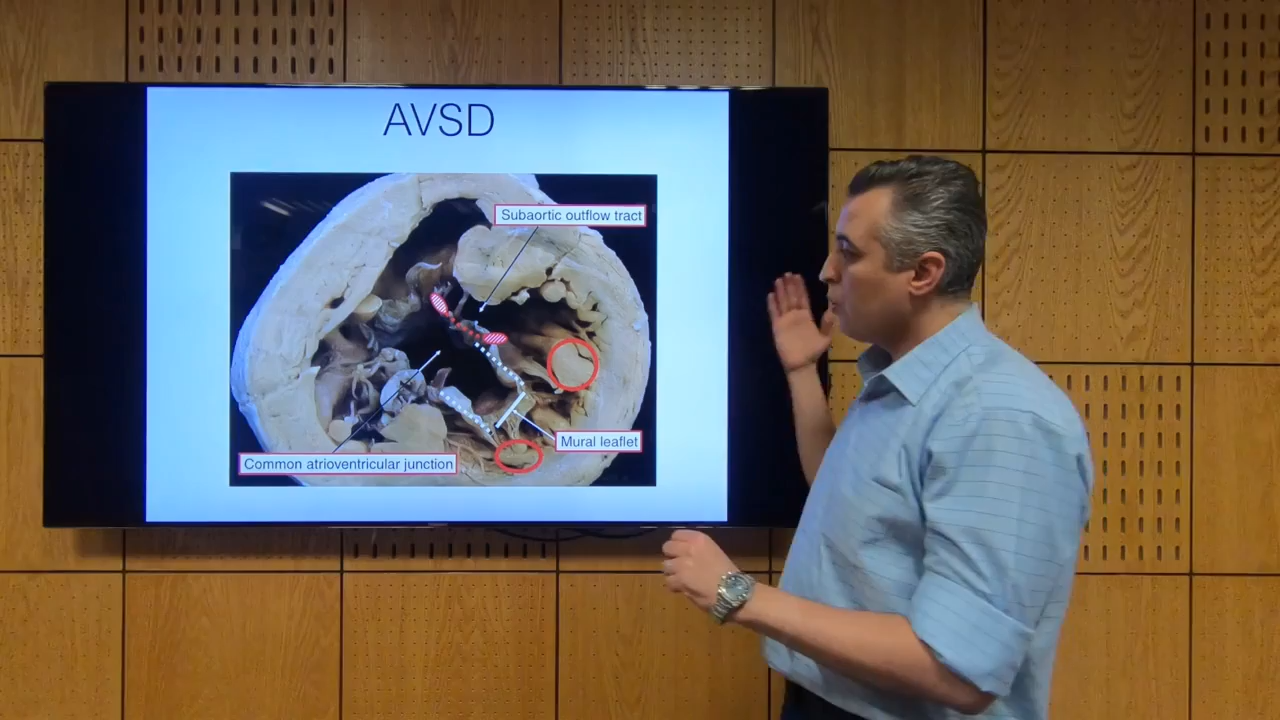 AVSD
Subaortic outflow tract
Mural leaflet
Common atrioventricular junction